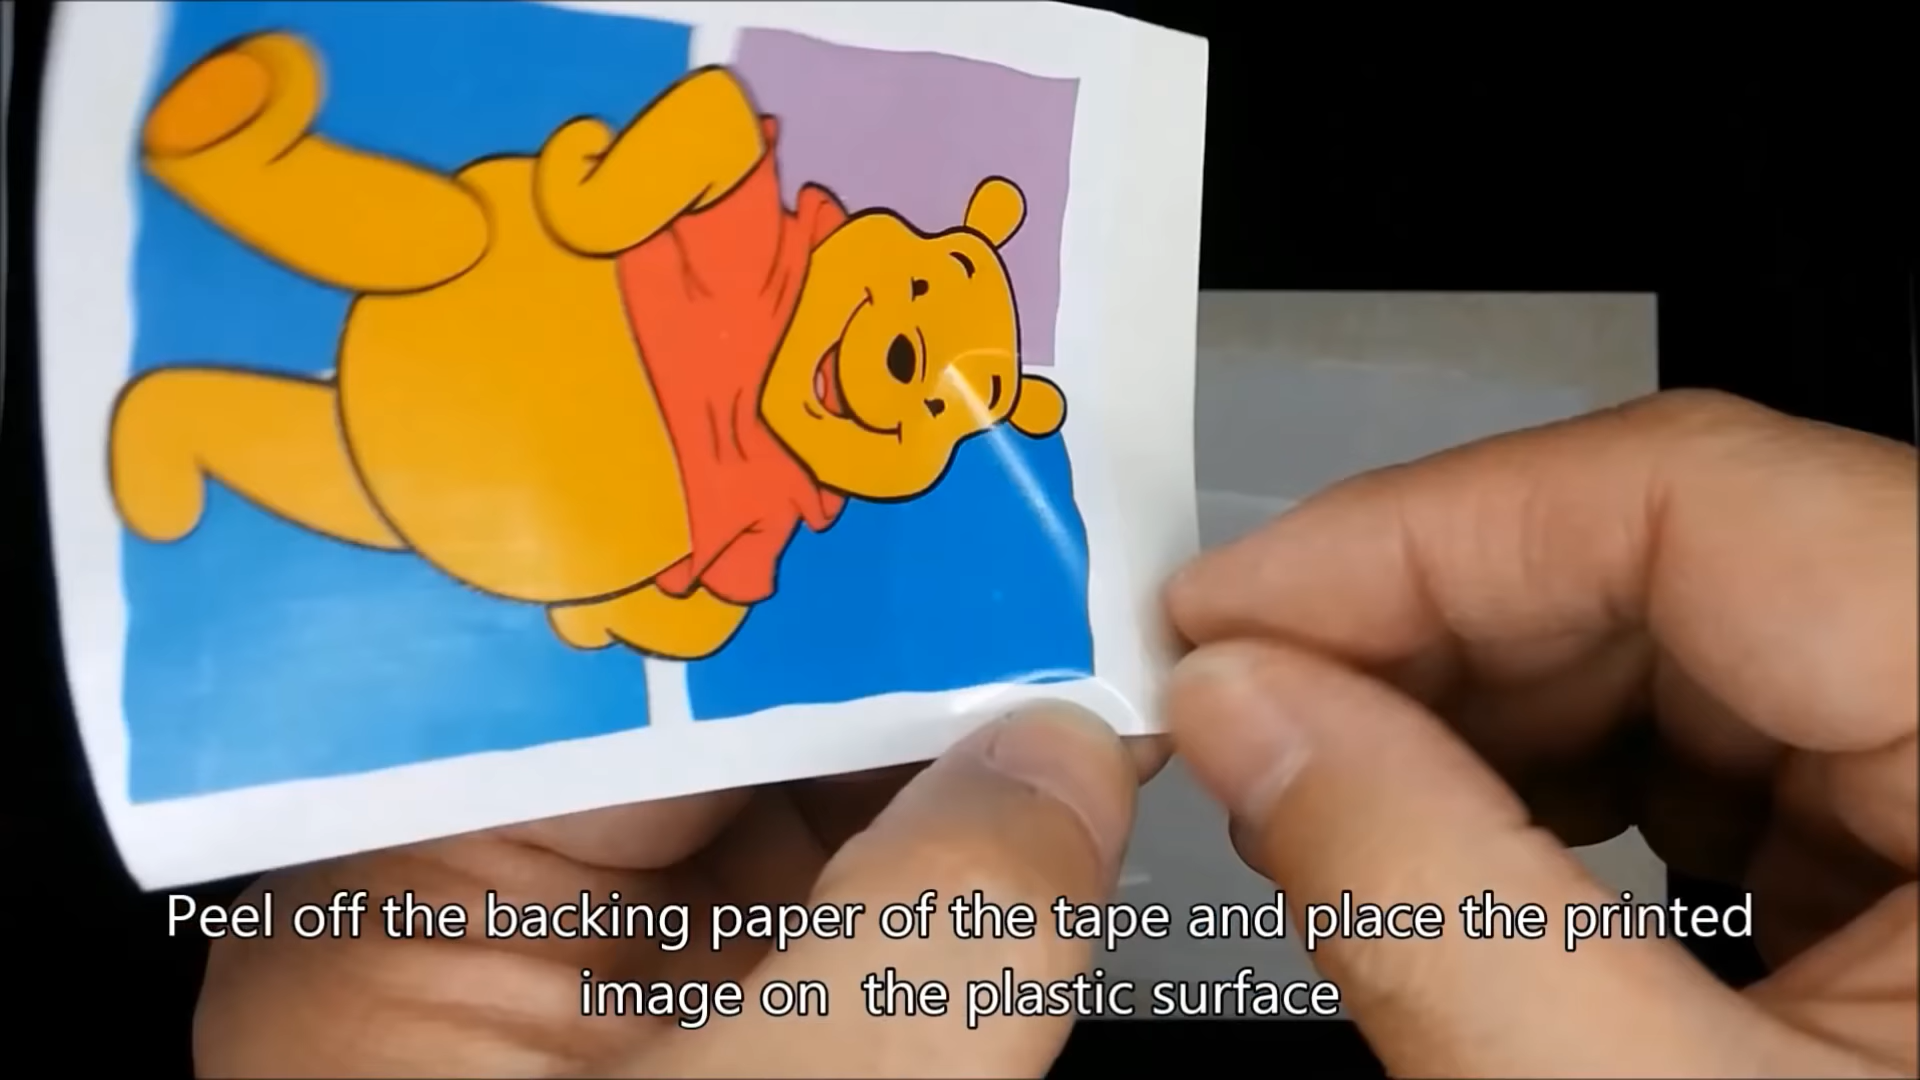 Peel off the backing paper of the tape and place the printed
image on  the plastic surface